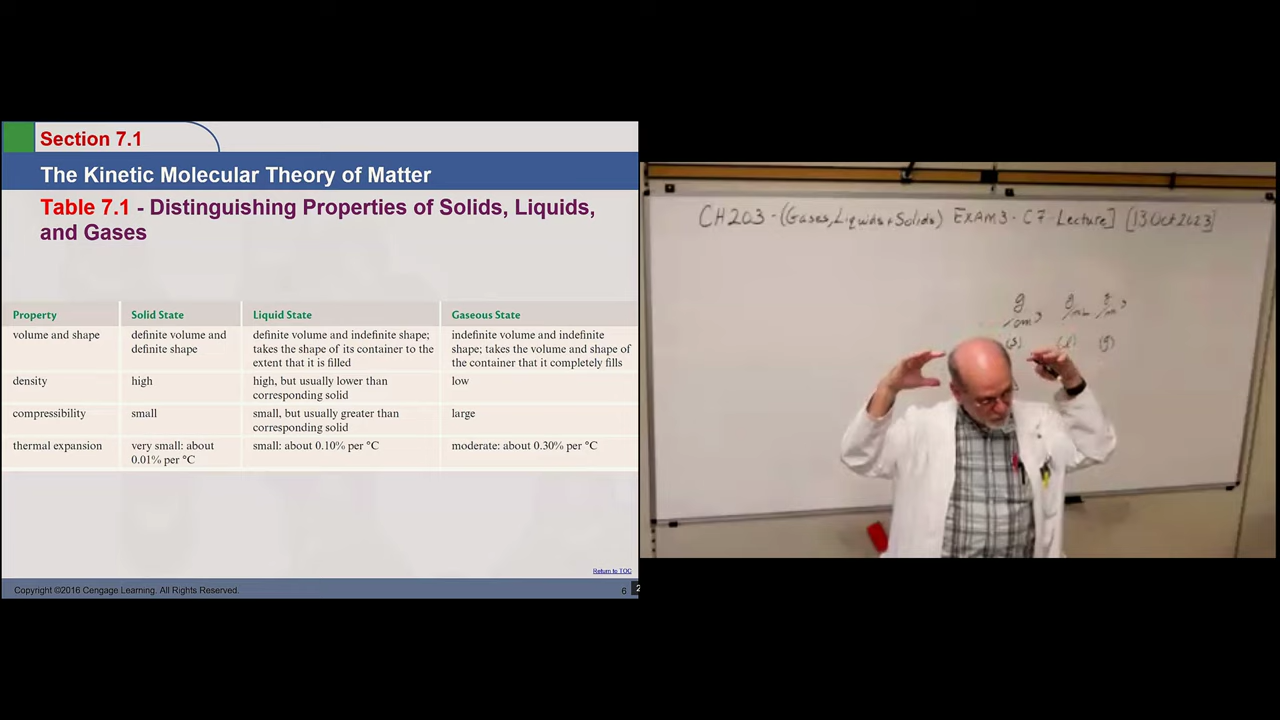 Section 7.1
The Kinetic Molecular Theory of Matter
Table 7.1 - Distinguishing Properties of Solids, Liquids,
and Gases
Property Solid State Liquid State Gaseous State
volume and shape definite volume and definite shape definite volume and indefinite shape; takes the shape of its container to the extent that it is filled indefinite volume and indefinite shape; takes the volume and shape of the container that it completely fills
density high high, but usually lower than corresponding solid low
compressibility small small, but usually greater than corresponding solid large
thermal expansion very small: about 0.01% per °C small: about 0.10% per °C moderate: about 0.30% per °C
Return to TOC
Copyright ©2016 Cengage Learning. All Rights Reserved. 6 2
CH203 - (Gases, Liquids + Solids) EXAM 3 - C7 - Lecture] [13 Oct 2023]
g
/cm³
(s) (l) (g)